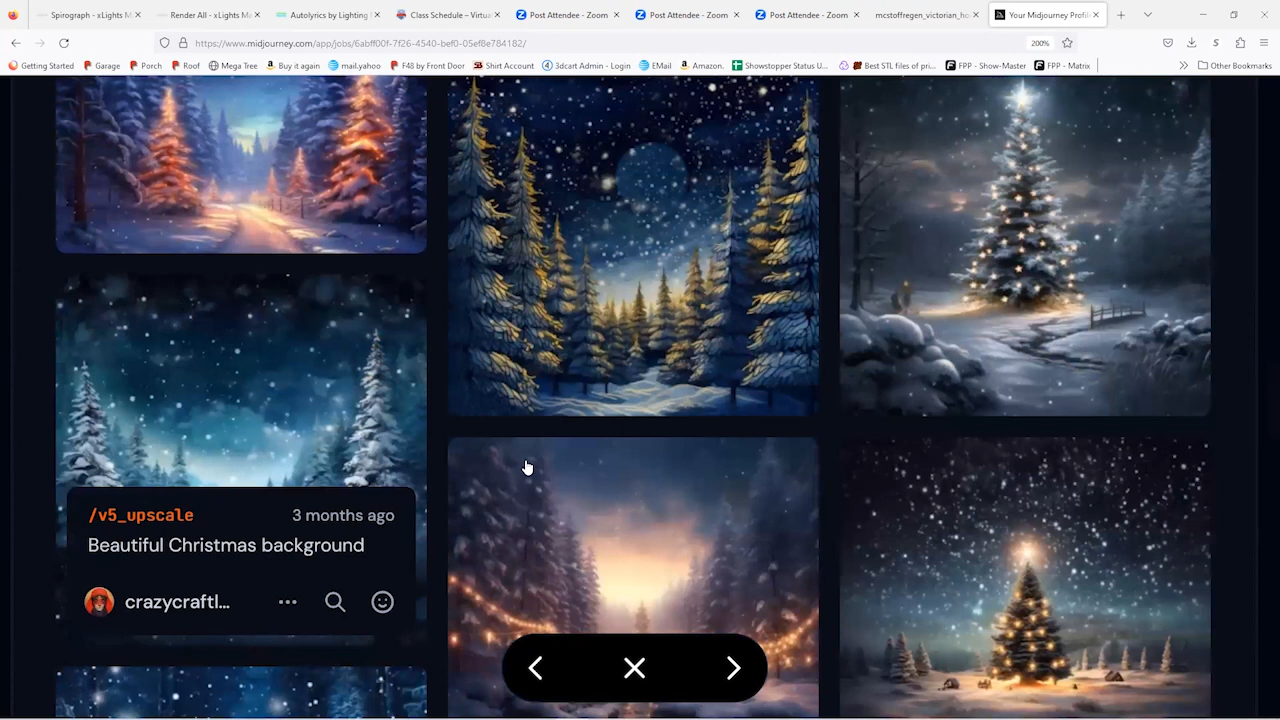 Spirograph - xLights M
Render All - xLights M
Autolyrics by Lighting
Class Schedule – Virtua
Post Attendee - Zoom
Post Attendee - Zoom
Post Attendee - Zoom
mcstoffregen_victorian_ho
Your Midjourney Profil
https://www.midjourney.com/app/jobs/6abff00f-7f26-4540-bef0-05ef8e784182/
200%
Getting Started
Garage
Porch
Roof
Mega Tree
Buy it again
mail.yahoo
F48 by Front Door
Shirt Account
3dcart Admin - Login
EMail
Amazon.
Showstopper Status U...
Best STL files of pri...
FPP - Show-Master
FPP - Matrix
Other Bookmarks
/v5_upscale
3 months ago
Beautiful Christmas background
crazycraftl...